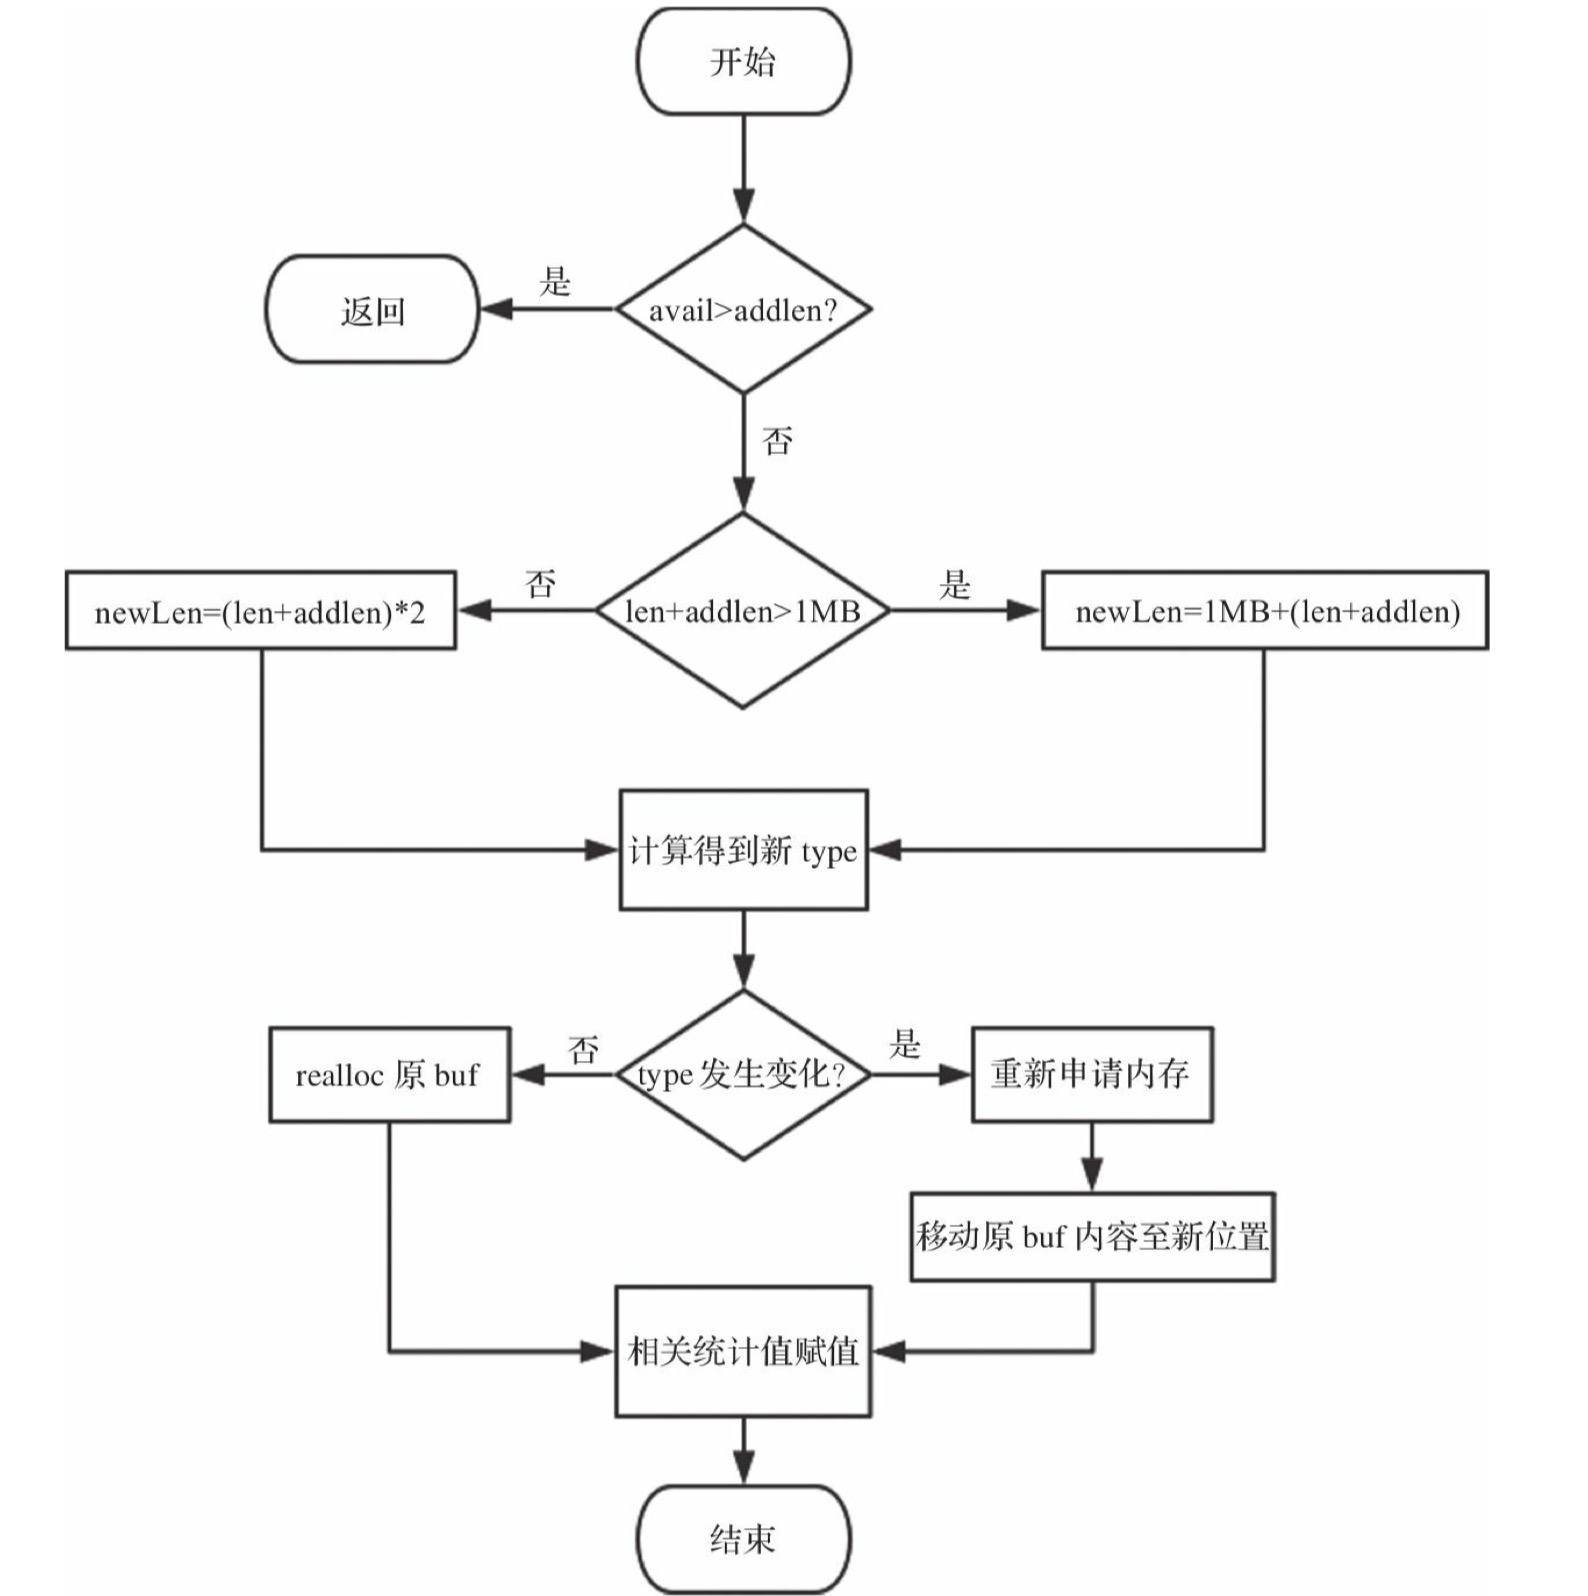 开始
是
返回
avail>addlen?
否
否
是
newLen=(len+addlen)*2
len+addlen>1MB
newLen=1MB+(len+addlen)
计算得到新 type
否
是
realloc 原 buf
type 发生变化?
重新申请内存
移动原 buf 内容至新位置
相关统计值赋值
结束